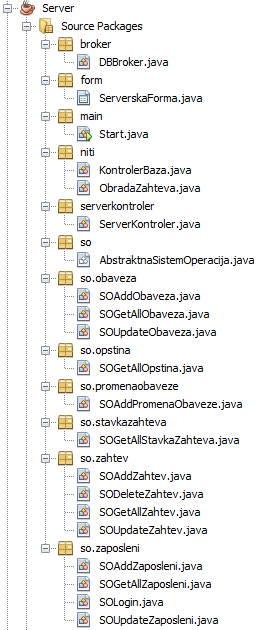 Server
Source Packages
broker
DBBroker.java
form
ServerskaForma.java
main
Start.java
niti
KontrolerBaza.java
ObradaZahteva.java
serverkontroler
ServerKontroler.java
so
AbstraktnaSistemOperacija.java
so.obaveza
SOAddObaveza.java
SOGetAllObaveza.java
SOUpdateObaveza.java
so.opstina
SOGetAllOpstina.java
so.promenaobaveze
SOAddPromenaObaveze.java
so.stavkazahteva
SOGetAllStavkaZahteva.java
so.zahtev
SOAddZahtev.java
SODeleteZahtev.java
SOGetAllZahtev.java
SOUpdateZahtev.java
so.zaposleni
SOAddZaposleni.java
SOGetAllZaposleni.java
SOLogin.java
SOUpdateZaposleni.java